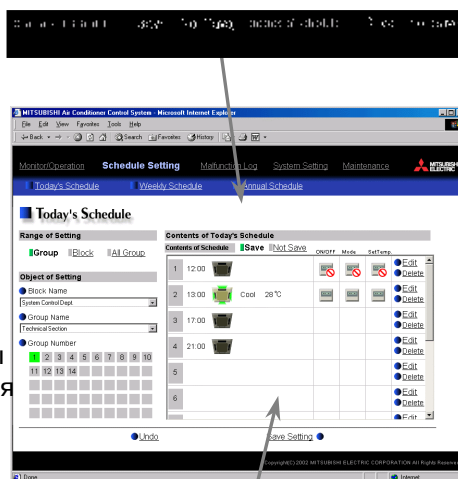 MITSUBISHI Air Conditioner Control System - Microsoft Internet Explorer
File Edit View Favorites Tools Help
Back Search Favorites History
Monitor/Operation Schedule Setting Malfunction Log System Setting Maintenance MITSUBISHI ELECTRIC
Today's Schedule Weekly Schedule Annual Schedule
Today's Schedule
Range of Setting
Group Block All Group
Object of Setting
Block Name
System Control Dept.
Group Name
Technical Section
Group Number
1 2 3 4 5 6 7 8 9 10
11 12 13 14
Contents of Today's Schedule
Contents of Schedule Save Not Save ON/OFF Mode SetTemp.
1 12:00 Edit
Delete
2 13:00 Cool 28°C Edit
Delete
3 17:00 Edit
Delete
4 21:00 Edit
Delete
5 Edit
Delete
6 Edit
Delete
Edit
Undo Save Setting
Copyright(C) 2002 MITSUBISHI ELECTRIC CORPORATION All Rights Reserved
Done Internet
я